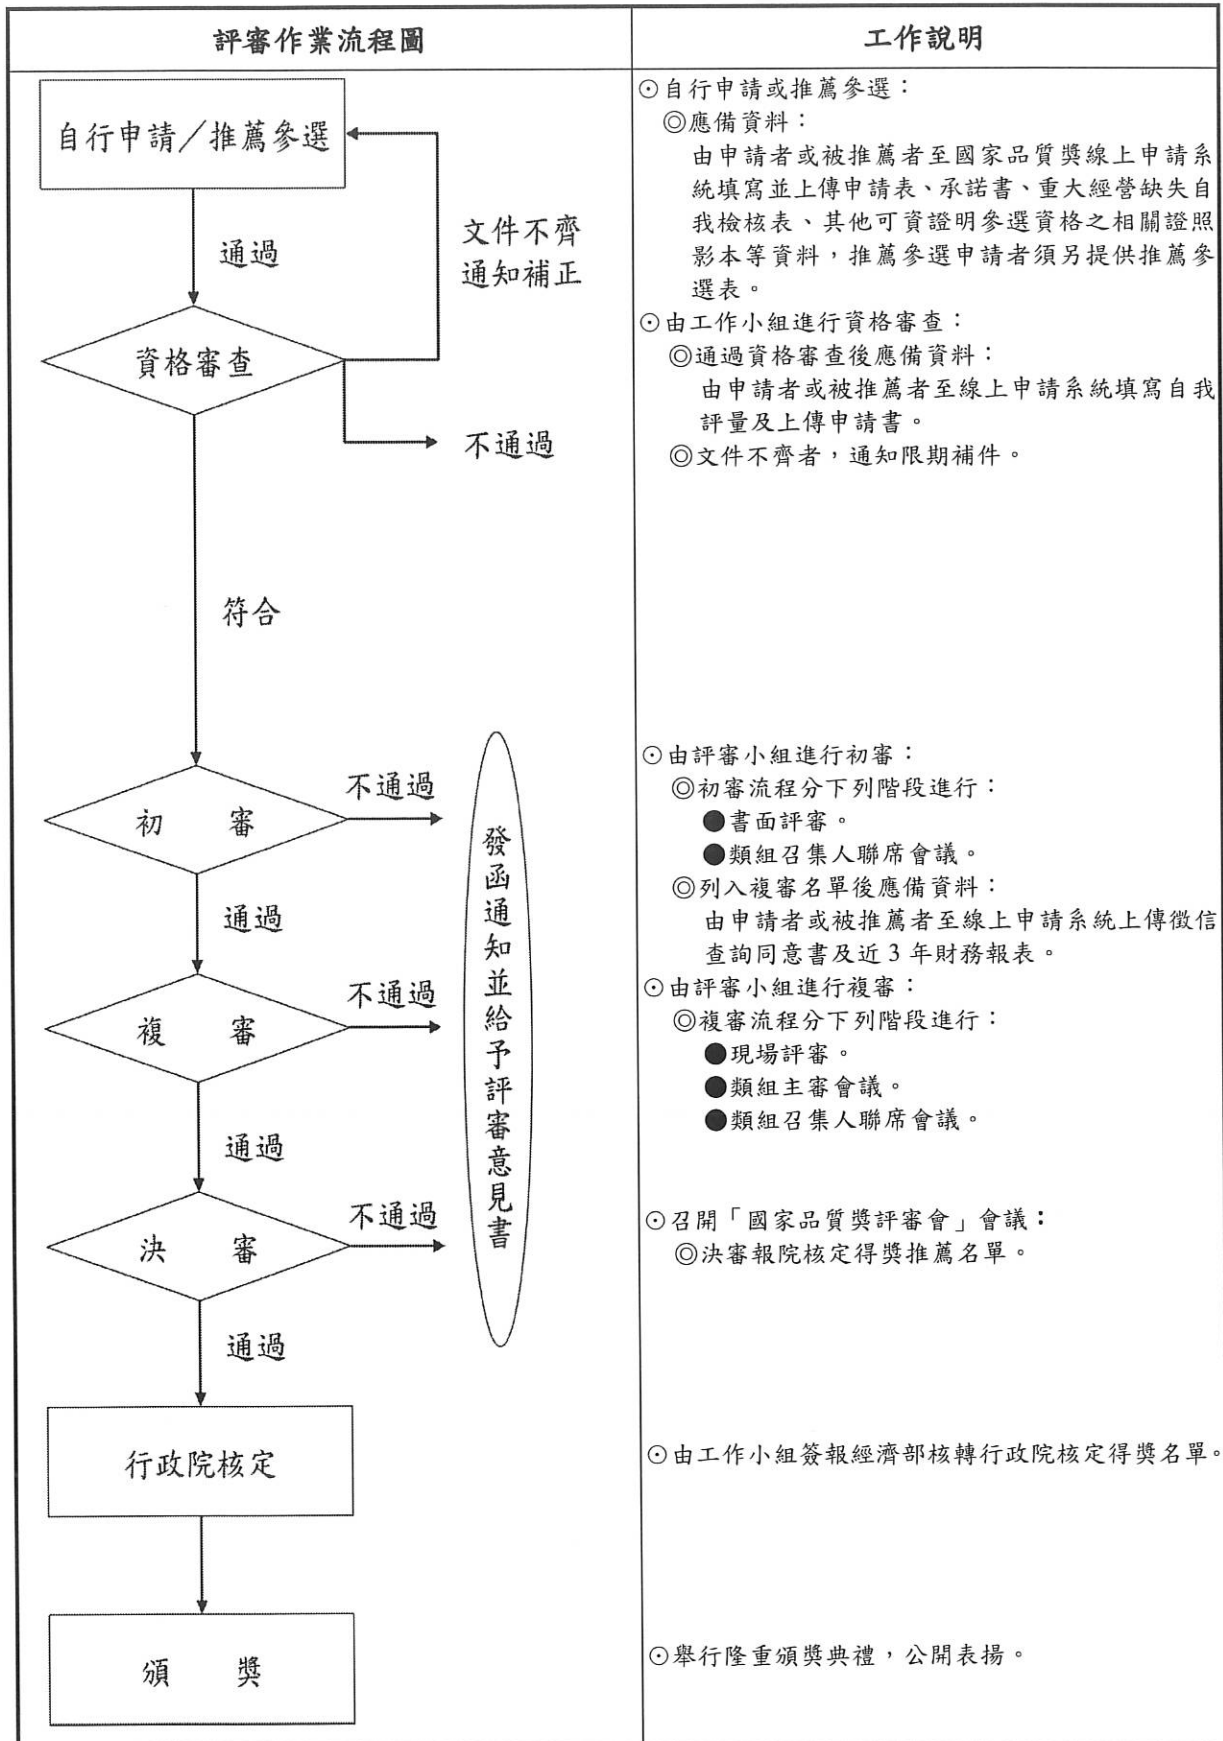 評審作業流程圖
工作說明
自行申請／推薦參選
通過
文件不齊
通知補正
資格審查
不通過
符合
初 審
不通過
通過
複 審
不通過
通過
決 審
不通過
通過
發函通知並給予評審意見書
行政院核定
頒 獎
⊙自行申請或推薦參選：
◎應備資料：
由申請者或被推薦者至國家品質獎線上申請系
統填寫並上傳申請表、承諾書、重大經營缺失自
我檢核表、其他可資證明參選資格之相關證照
影本等資料，推薦參選申請者須另提供推薦參
選表。
⊙由工作小組進行資格審查：
◎通過資格審查後應備資料：
由申請者或被推薦者至線上申請系統填寫自我
評量及上傳申請書。
◎文件不齊者，通知限期補件。
⊙由評審小組進行初審：
◎初審流程分下列階段進行：
●書面評審。
●類組召集人聯席會議。
◎列入複審名單後應備資料：
由申請者或被推薦者至線上申請系統上傳徵信
查詢同意書及近3年財務報表。
⊙由評審小組進行複審：
◎複審流程分下列階段進行：
●現場評審。
●類組主審會議。
●類組召集人聯席會議。
⊙召開「國家品質獎評審會」會議：
◎決審報院核定得獎推薦名單。
⊙由工作小組簽報經濟部核轉行政院核定得獎名單。
⊙舉行隆重頒獎典禮，公開表揚。